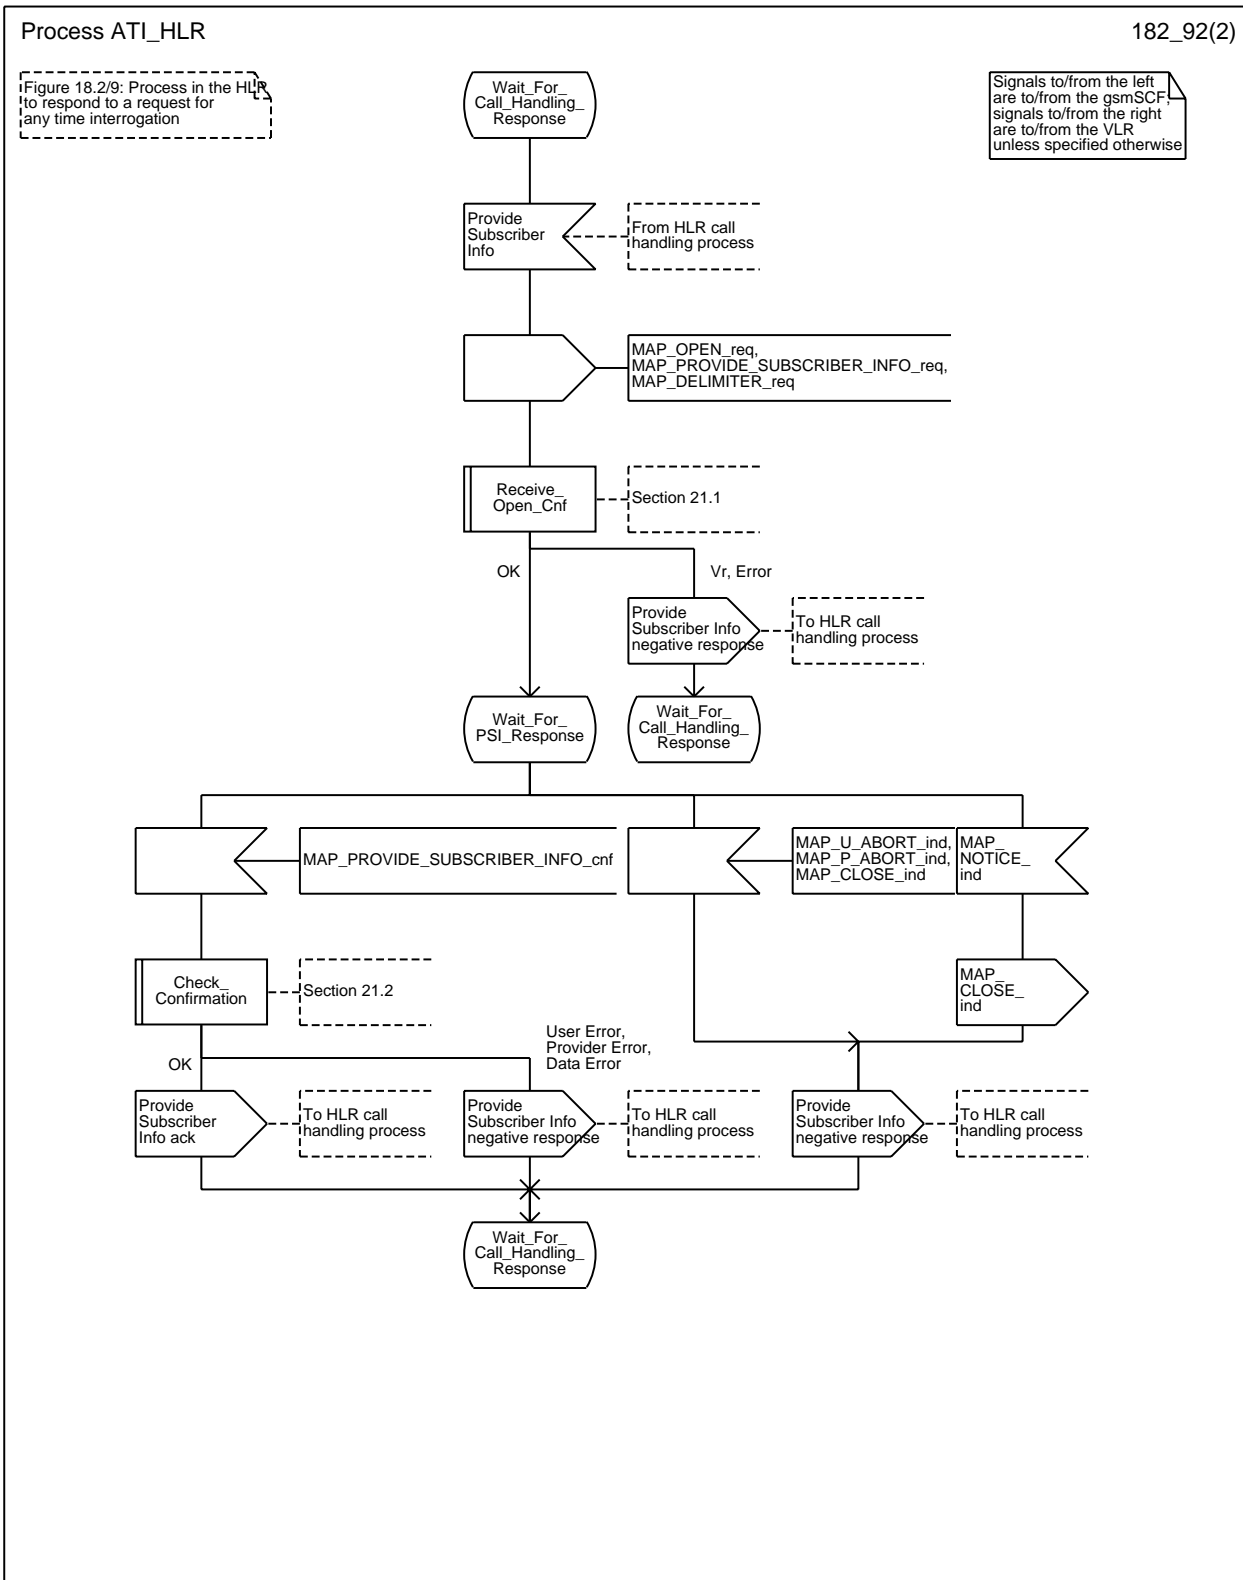 Process ATI_HLR
182_92(2)
Figure 18.2/9: Process in the HLR
to respond to a request for
any time interrogation
Wait_For_
Call_Handling_
Response
Signals to/from the left
are to/from the gsmSCF;
signals to/from the right
are to/from the VLR
unless specified otherwise
Provide
Subscriber
Info
From HLR call
handling process
MAP_OPEN_req,
MAP_PROVIDE_SUBSCRIBER_INFO_req,
MAP_DELIMITER_req
Receive_
Open_Cnf
Section 21.1
OK
Vr, Error
Provide
Subscriber Info
negative response
To HLR call
handling process
Wait_For_
PSI_Response
Wait_For_
Call_Handling_
Response
MAP_PROVIDE_SUBSCRIBER_INFO_cnf
MAP_U_ABORT_ind,
MAP_P_ABORT_ind,
MAP_CLOSE_ind
MAP_
NOTICE_
ind
Check_
Confirmation
Section 21.2
MAP_
CLOSE_
ind
OK
User Error,
Provider Error,
Data Error
Provide
Subscriber
Info ack
To HLR call
handling process
Provide
Subscriber Info
negative response
To HLR call
handling process
Provide
Subscriber Info
negative response
To HLR call
handling process
Wait_For_
Call_Handling_
Response